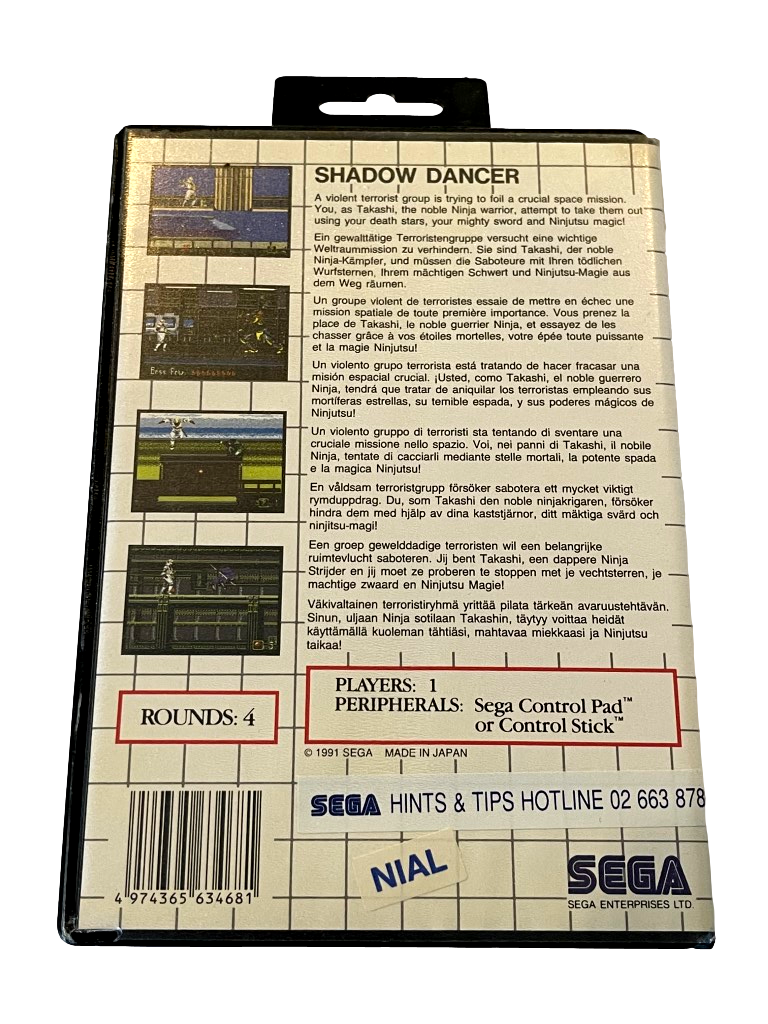 SHADOW DANCER
A violent terrorist group is trying to foil a crucial space mission.
You, as Takashi, the noble Ninja warrior, attempt to take them out
using your death stars, your mighty sword and Ninjutsu magic!
Ein gewalttätige Terroristengruppe versucht eine wichtige
Weltraummission zu verhindern. Sie sind Takashi, der noble
Ninja-Kämpfer, und müssen die Saboteure mit Ihren tödlichen
Wurfsternen, Ihrem mächtigen Schwert und Ninjutsu-Magie aus
dem Weg räumen.
Un groupe violent de terroristes essaie de mettre en échec une
mission spatiale de toute première importance. Vous prenez la
place de Takashi, le noble guerrier Ninja, et essayez de les
chasser grâce à vos étoiles mortelles, votre épée toute puissante
et la magie Ninjutsu!
Un violento grupo terrorista está tratando de hacer fracasar una
misión espacial crucial. ¡Usted, como Takashi, el noble guerrero
Ninja, tendrá que tratar de aniquilar los terroristas empleando sus
mortíferas estrellas, su temible espada, y sus poderes mágicos de
Ninjutsu!
Un violento gruppo di terroristi sta tentando di sventare una
cruciale missione nello spazio. Voi, nei panni di Takashi, il nobile
Ninja, tentate di cacciarli mediante stelle mortali, la potente spada
e la magica Ninjutsu!
En våldsam terroristgrupp försöker sabotera ett mycket viktigt
rymduppdrag. Du, som Takashi den noble ninjakrigaren, försöker
hindra dem med hjälp av dina kaststjärnor, ditt mäktiga svärd och
ninjitsu-magi!
Een groep gewelddadige terroristen wil een belangrijke
ruimtevlucht saboteren. Jij bent Takashi, een dappere Ninja
Strijder en jij moet ze proberen te stoppen met je vechtsterren, je
machtige zwaard en Ninjutsu Magie!
Väkivaltainen terroristiryhmä yrittää pilata tärkeän avaruustehtävän.
Sinun, uljaan Ninja sotilaan Takashin, täytyy voittaa heidät
käyttämällä kuoleman tähtiäsi, mahtavaa miekkaasi ja Ninjutsu
taikaa!
ROUNDS: 4
PLAYERS: 1
PERIPHERALS: Sega Control Pad™
or Control Stick™
© 1991 SEGA MADE IN JAPAN
SEGA HINTS & TIPS HOTLINE 02 663 878
NIAL
4 974365 634681
SEGA
SEGA ENTERPRISES LTD.